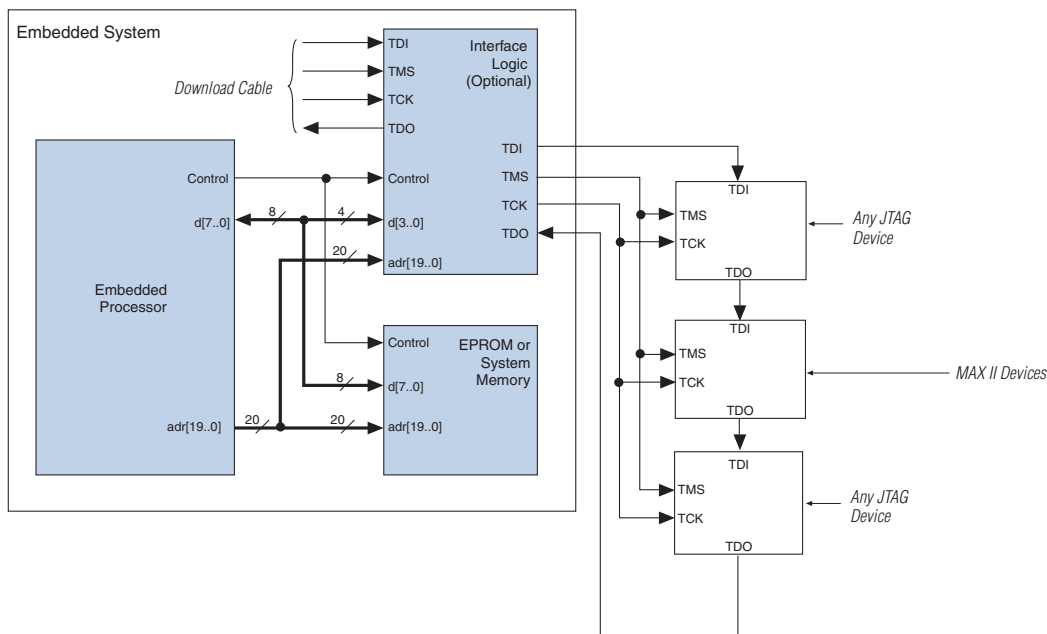 Embedded System
Download Cable
TDI
TMS
TCK
TDO
Interface
Logic
(Optional)
TDI
TMS
TCK
TDO
Control
d[3..0]
adr[19..0]
Control
d[7..0]
Embedded
Processor
adr[19..0]
8
4
20
8
20
20
Control
d[7..0]
adr[19..0]
EPROM or
System
Memory
TDI
TMS
TCK
TDO
Any JTAG
Device
TDI
TMS
TCK
TDO
MAX II Devices
TDI
TMS
TCK
TDO
Any JTAG
Device